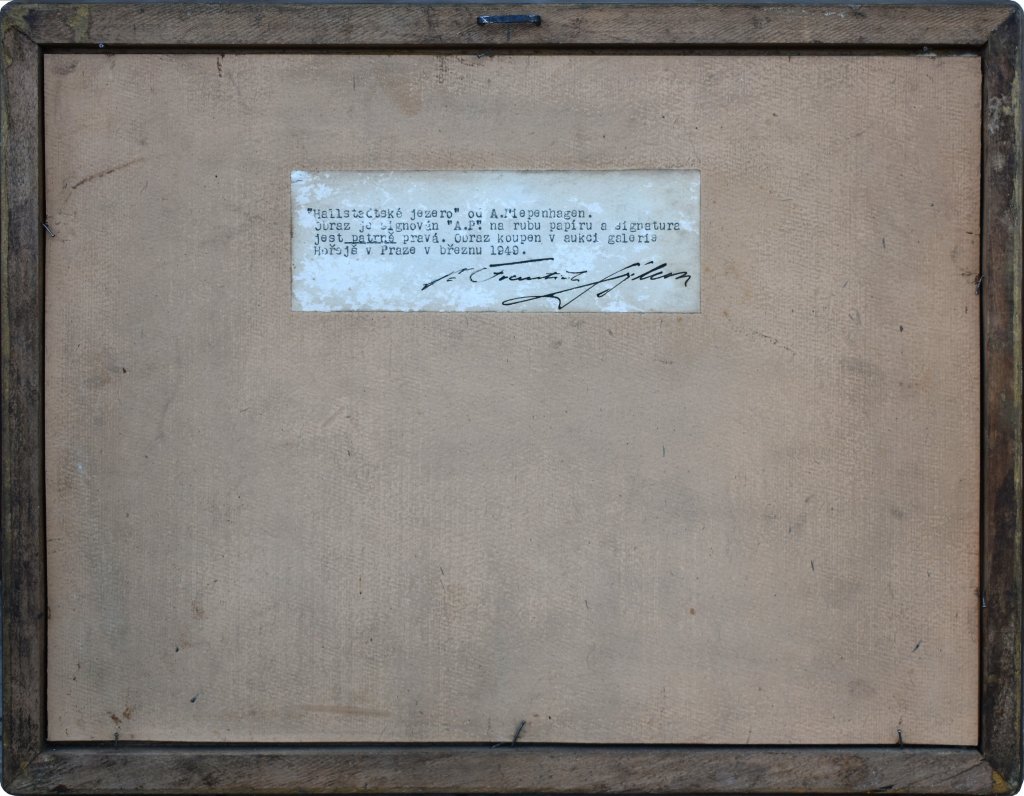 "Hallstattské jezero" od A.Piepenhagen.
Obraz je signován "A.P." na rubu papíru a signatura
jest patrně pravá. Obraz koupen v aukci galerie
Hořejš v Praze v březnu 1949.
František